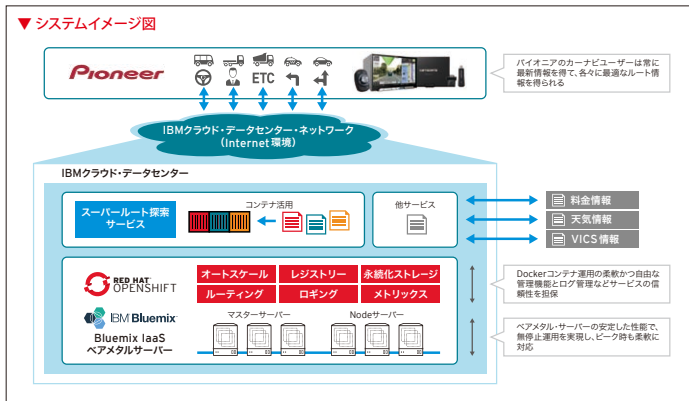 ▼ システムイメージ図
Pioneer
ETC
パイオニアのカーナビユーザーは常に
最新情報を得て、各々に最適なルート情
報を得られる
IBMクラウド・データセンター・ネットワーク
(Internet 環境)
IBMクラウド・データセンター
スーパールート探索
サービス
コンテナ活用
他サービス
料金情報
天気情報
VICS 情報
RED HAT
OPENSHIFT
オートスケール
レジストリー
永続化ストレージ
ルーティング
ロギング
メトリックス
Dockerコンテナ運用の柔軟かつ自由な
管理機能とログ管理などサービスの信
頼性を担保
IBM Bluemix
Bluemix IaaS
ベアメタルサーバー
マスターサーバー
Nodeサーバー
ベアメタル・サーバーの安定した性能で、
無停止運用を実現し、ピーク時も柔軟に
対応